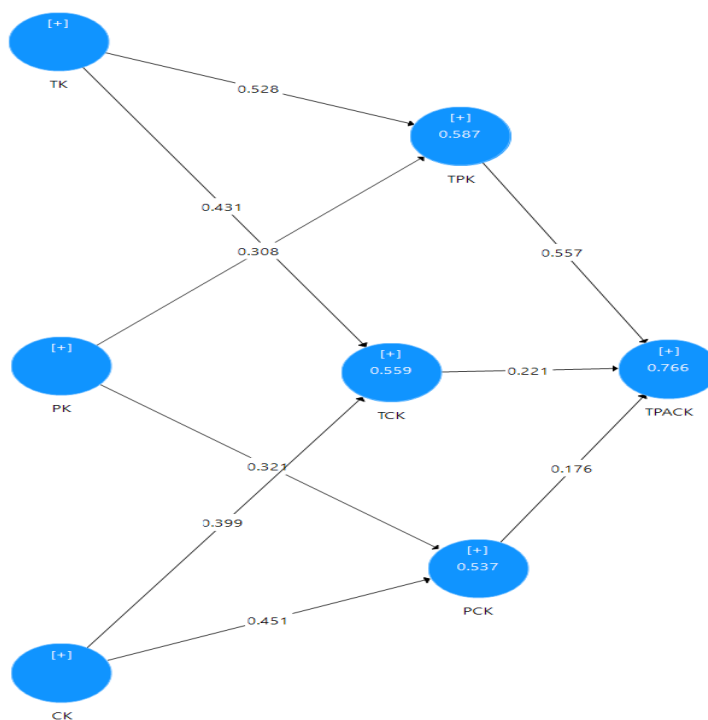 [+]
TK
0.528
[+]
0.587
TPK
0.431
0.308
0.557
[+]
PK
[+]
0.559
TCK
0.221
[+]
0.766
TPACK
0.321
0.176
0.399
[+]
0.537
PCK
0.451
[+]
CK